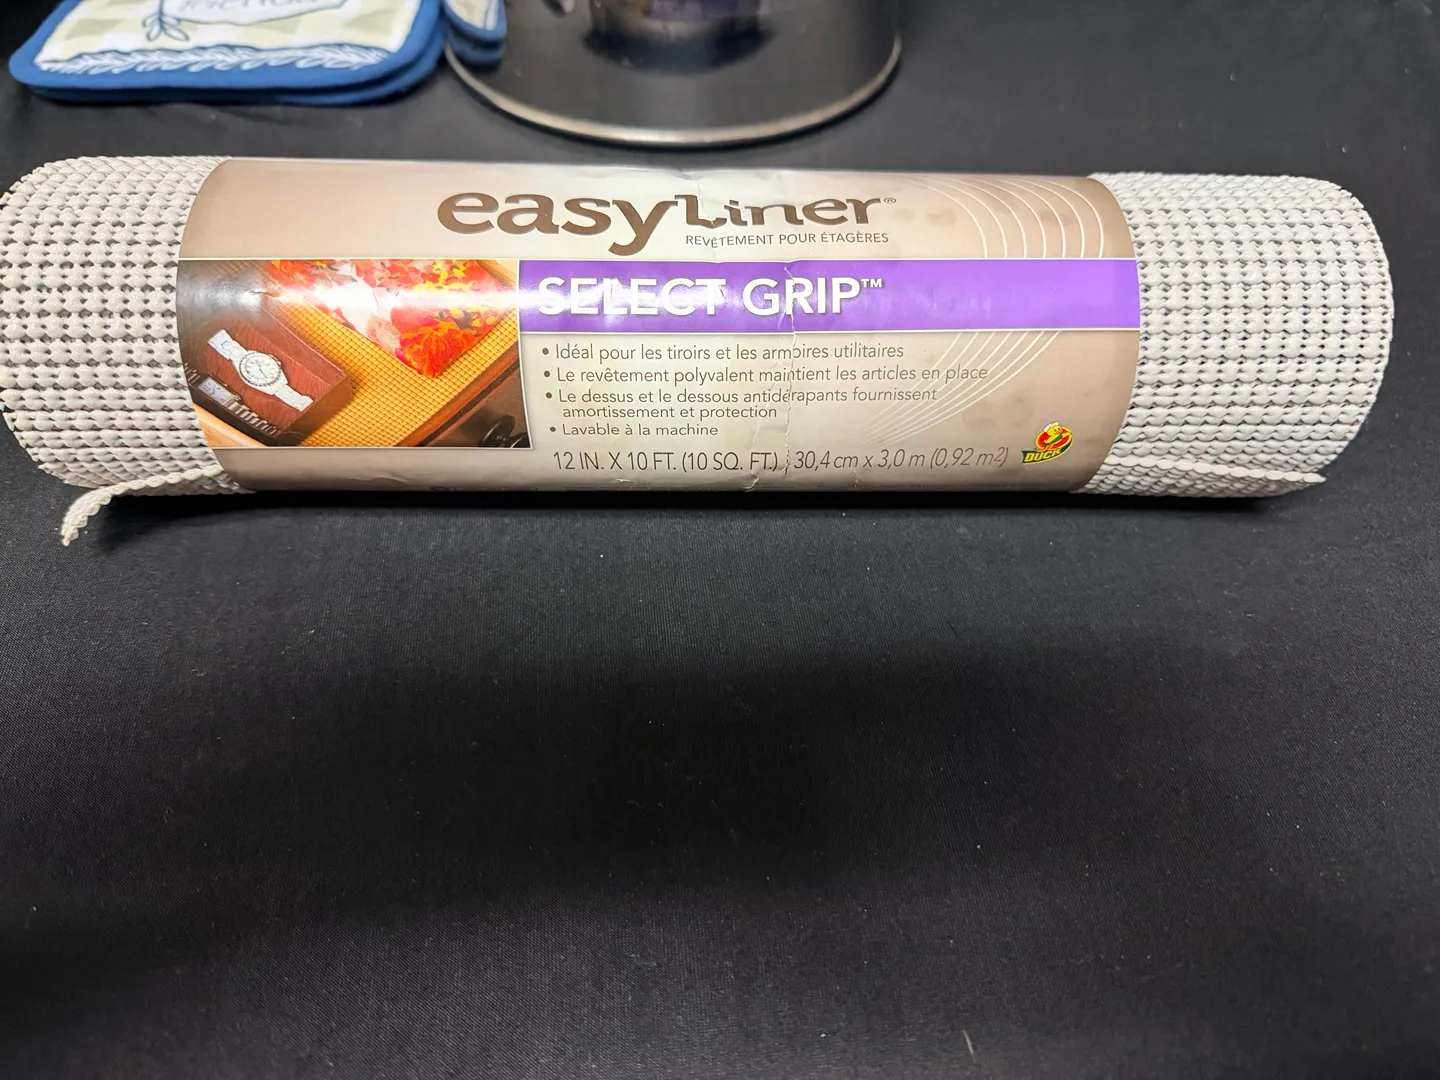 easyLiner®
REVÊTEMENT POUR ÉTAGÈRES
SELECT GRIP™
• Idéal pour les tiroirs et les armoires utilitaires
• Le revêtement polyvalent maintient les articles en place
• Le dessus et le dessous antidérapants fournissent
amortissement et protection
• Lavable à la machine
12 IN. X 10 FT. (10 SQ. FT.) 30,4 cm x 3,0 m (0,92 m2)
DUCK